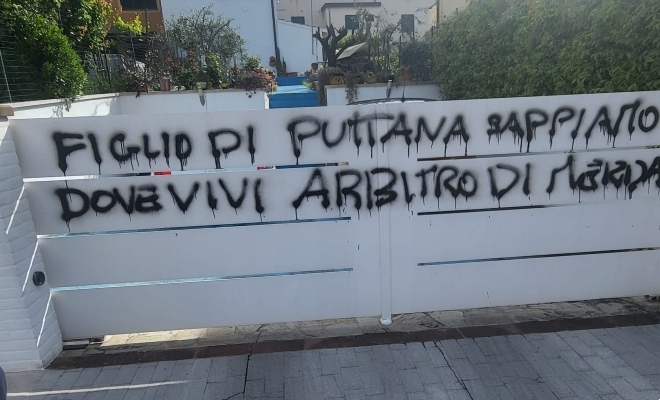 FIGLIO DI PUTTANA SAPPIAMO
DOVE VIVI ARBITRO DI MERDA